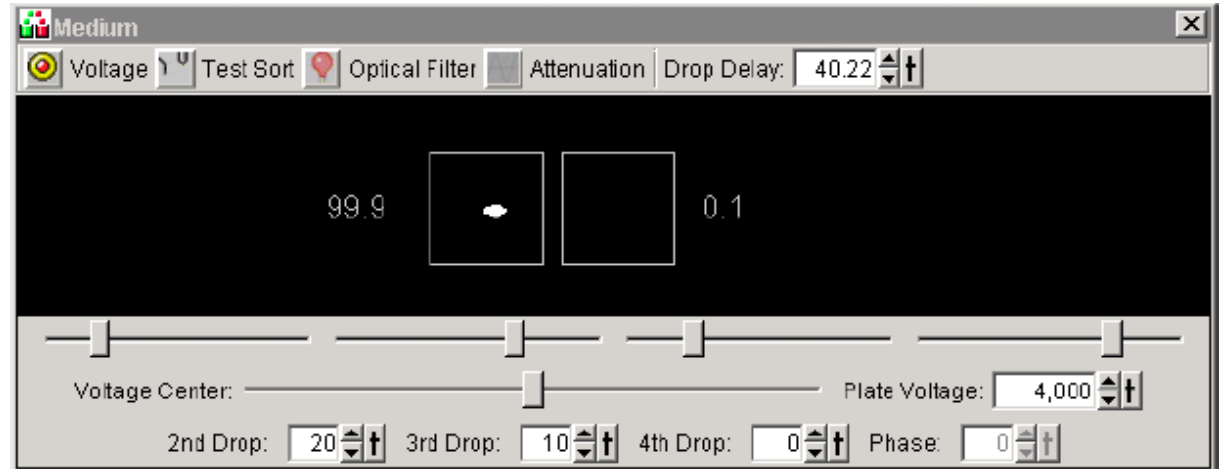 Medium
Voltage Test Sort Optical Filter Attenuation Drop Delay: 40.22
99.9 0.1
Voltage Center: Plate Voltage: 4,000
2nd Drop: 20 3rd Drop: 10 4th Drop: 0 Phase: 0